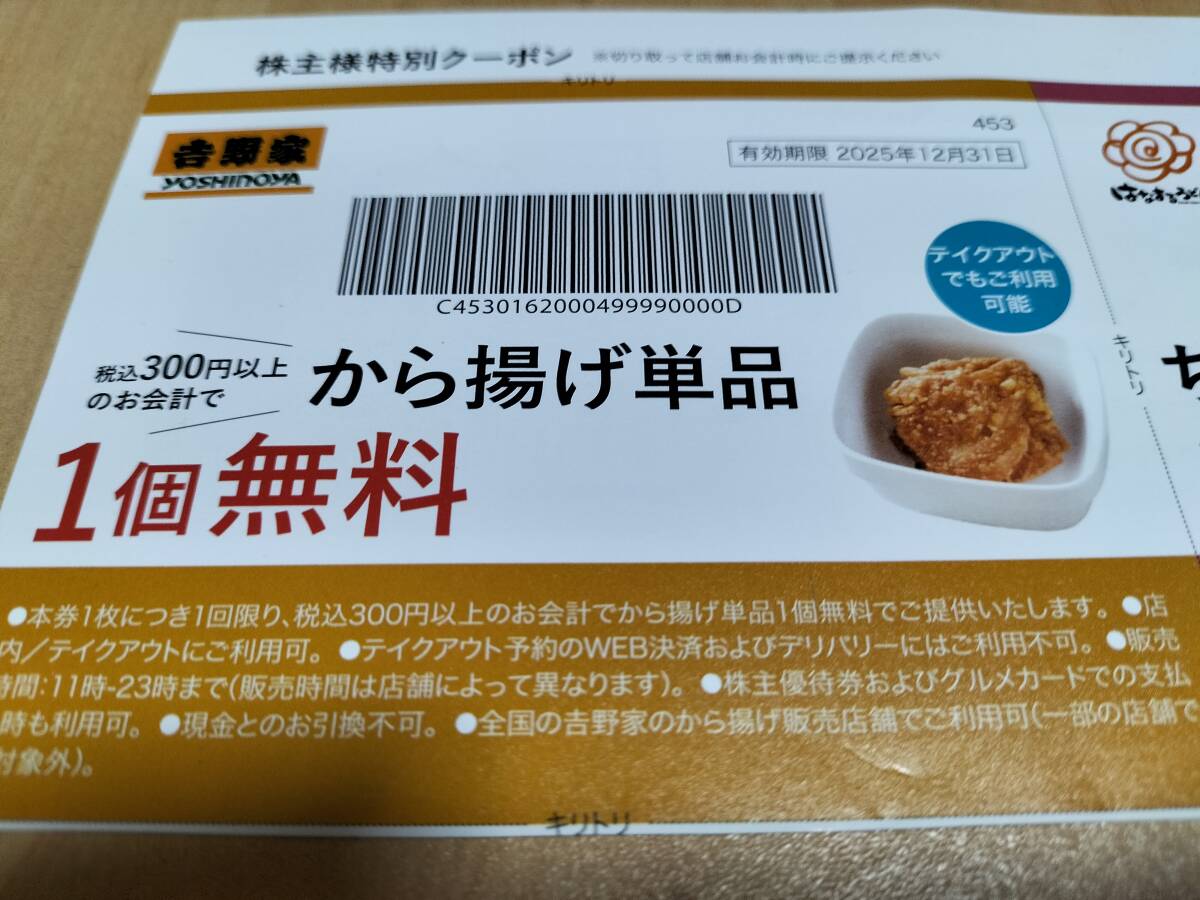 株主様特別クーポン ※切り取って店舗お会計時にご提示ください
キリトリ
453
吉野家
YOSHINOYA
有効期限 2025年12月31日
はなまるうど
C45301620004999900000D
テイクアウト
でもご利用
可能
税込300円以上
のお会計で
から揚げ単品
1個無料
キリトリ
●本券1枚につき1回限り、税込300円以上のお会計でから揚げ単品1個無料でご提供いたします。●店
内/テイクアウトにご利用可。●テイクアウト予約のWEB決済およびデリバリーにはご利用不可。●販売
時間:11時-23時まで(販売時間は店舗によって異なります)。●株主優待券およびグルメカードでの支払
時も利用可。●現金とのお引換不可。●全国の吉野家のから揚げ販売店舗でご利用可(一部の店舗で
対象外)。
キリトリ